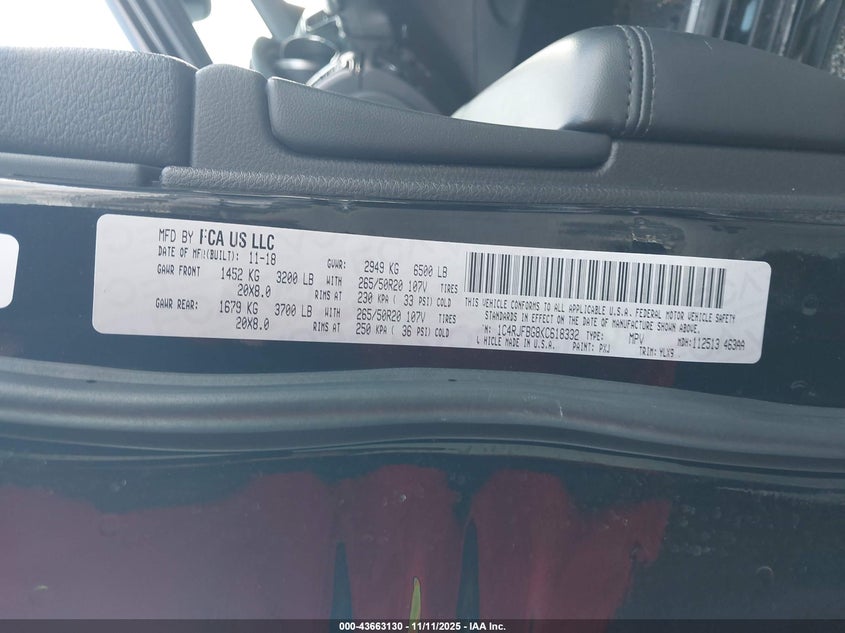 MFD BY FCA US LLC
DATE OF MFR(BUILT): 11-18 GVWR: 2949 KG 6500 LB
GAWR FRONT 1452 KG 3200 LB WITH 265/50R20 107V TIRES
20X8.0 RIMS AT 230 KPA ( 33 PSI) COLD
GAWR REAR: 1679 KG 3700 LB WITH 265/50R20 107V TIRES
20X8.0 RIMS AT 250 KPA ( 36 PSI) COLD
THIS VEHICLE CONFORMS TO ALL APPLICABLE U.S.A. FEDERAL MOTOR VEHICLE SAFETY
STANDARDS IN EFFECT ON THE DATE OF MANUFACTURE SHOWN ABOVE.
1C4RJFBG8KC618332 TYPE: MPV MDH:112513 463AA
HICLE MADE IN U.S.A. PAINT: PXJ TRIM: YLX9
000-43663130 - 11/11/2025 - IAA Inc.